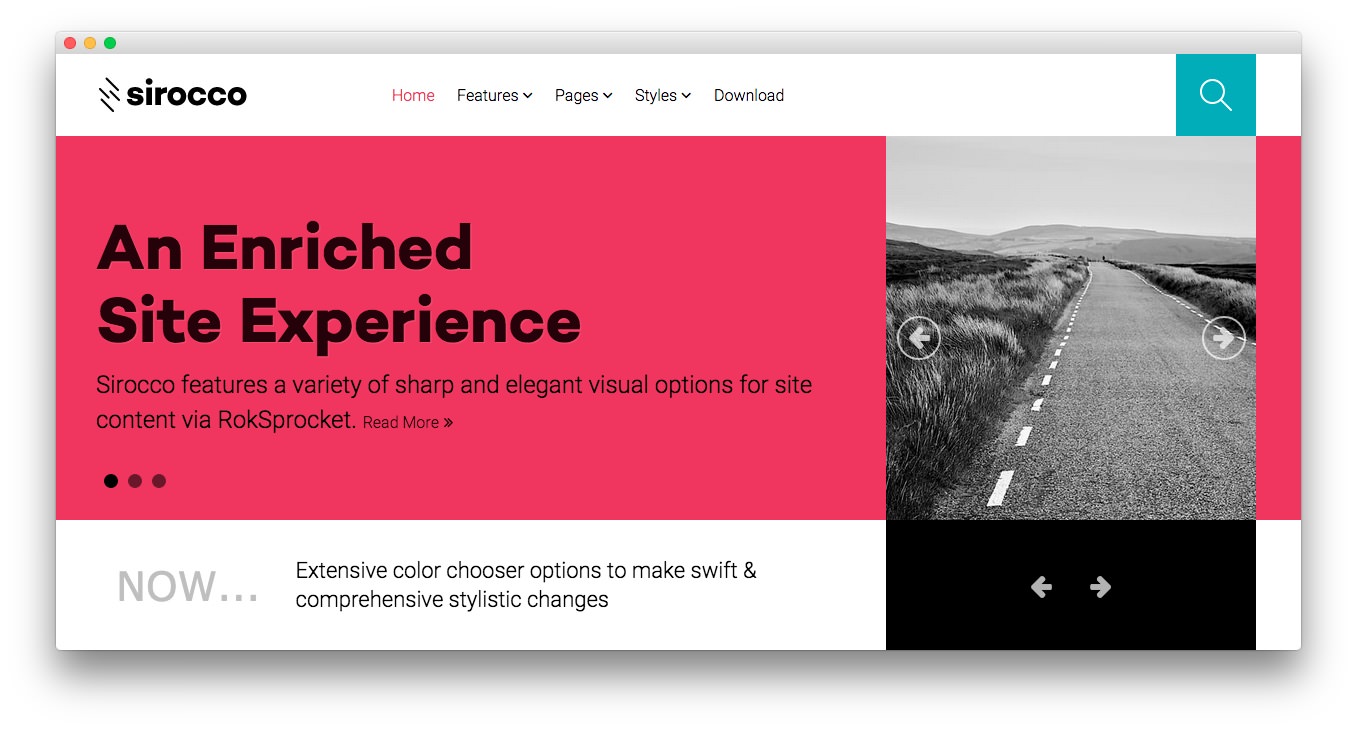 sirocco
Home Features Pages Styles Download
An Enriched
Site Experience
Sirocco features a variety of sharp and elegant visual options for site
content via RokSprocket. Read More »
NOW...
Extensive color chooser options to make swift &
comprehensive stylistic changes